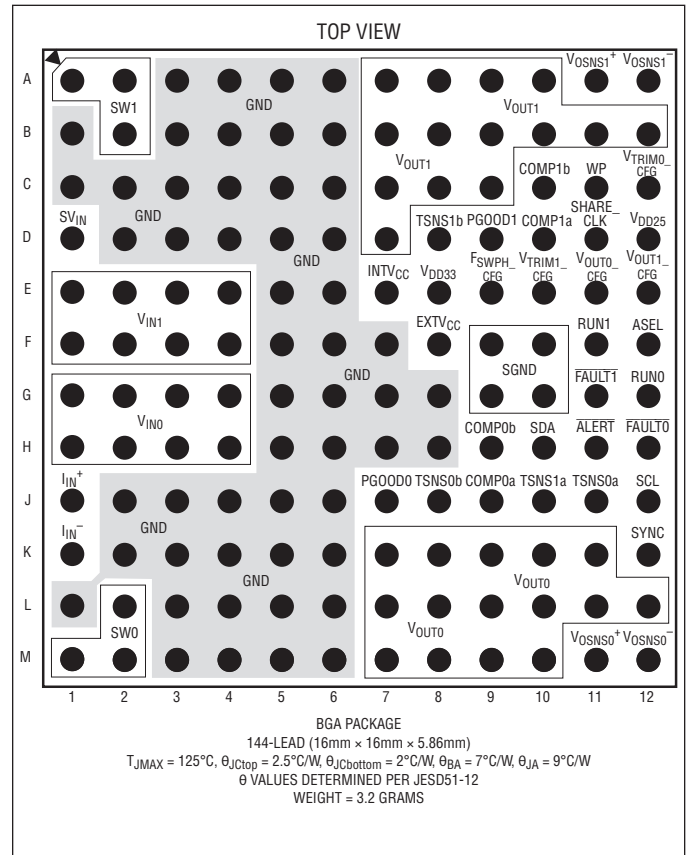 TOP VIEW
VOSNS1+ VOSNS1−
A
SW1
GND
VOUT1
B
VOUT1
COMP1b WP VTRIM0_CFG
C
SVIN
GND
TSNS1b PGOOD1 COMP1a SHARE_CLK VDD25
D
GND
INTVCC VDD33 FSWPH_CFG VTRIM1_CFG VOUT0_CFG VOUT1_CFG
E
VIN1
EXTVCC
RUN1 ASEL
F
GND
SGND
FAULT1 RUN0
G
VIN0
COMP0b SDA ALERT FAULT0
H
IIN+
PGOOD0 TSNS0b COMP0a TSNS1a TSNS0a SCL
J
IIN−
GND
SYNC
K
GND
VOUT0
L
SW0
VOUT0
VOSNS0+ VOSNS0−
M
1 2 3 4 5 6 7 8 9 10 11 12
BGA PACKAGE
144-LEAD (16mm × 16mm × 5.86mm)
TJMAX = 125°C, θJCtop = 2.5°C/W, θJCbottom = 2°C/W, θBA = 7°C/W, θJA = 9°C/W
θ VALUES DETERMINED PER JESD51-12
WEIGHT = 3.2 GRAMS